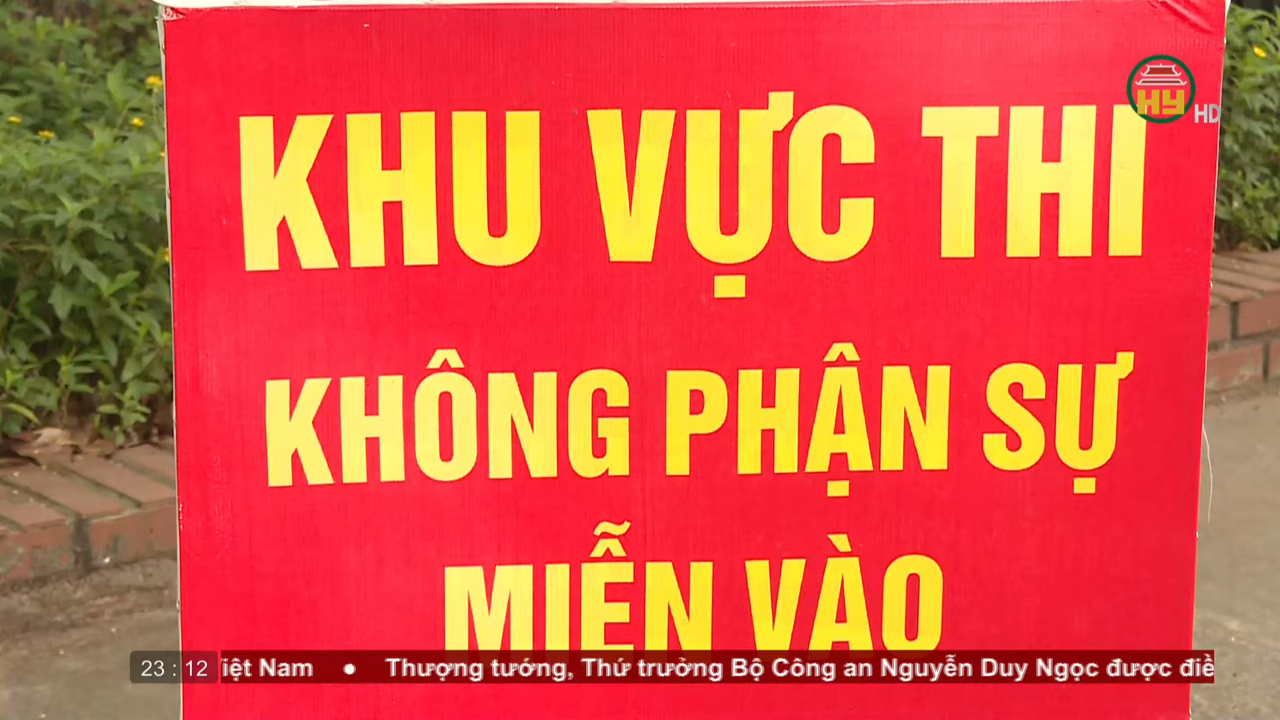 HY HD
KHU VỰC THI
KHÔNG PHẬN SỰ
MIỄN VÀO
23 : 12 iệt Nam • Thượng tướng, Thứ trưởng Bộ Công an Nguyễn Duy Ngọc được điề